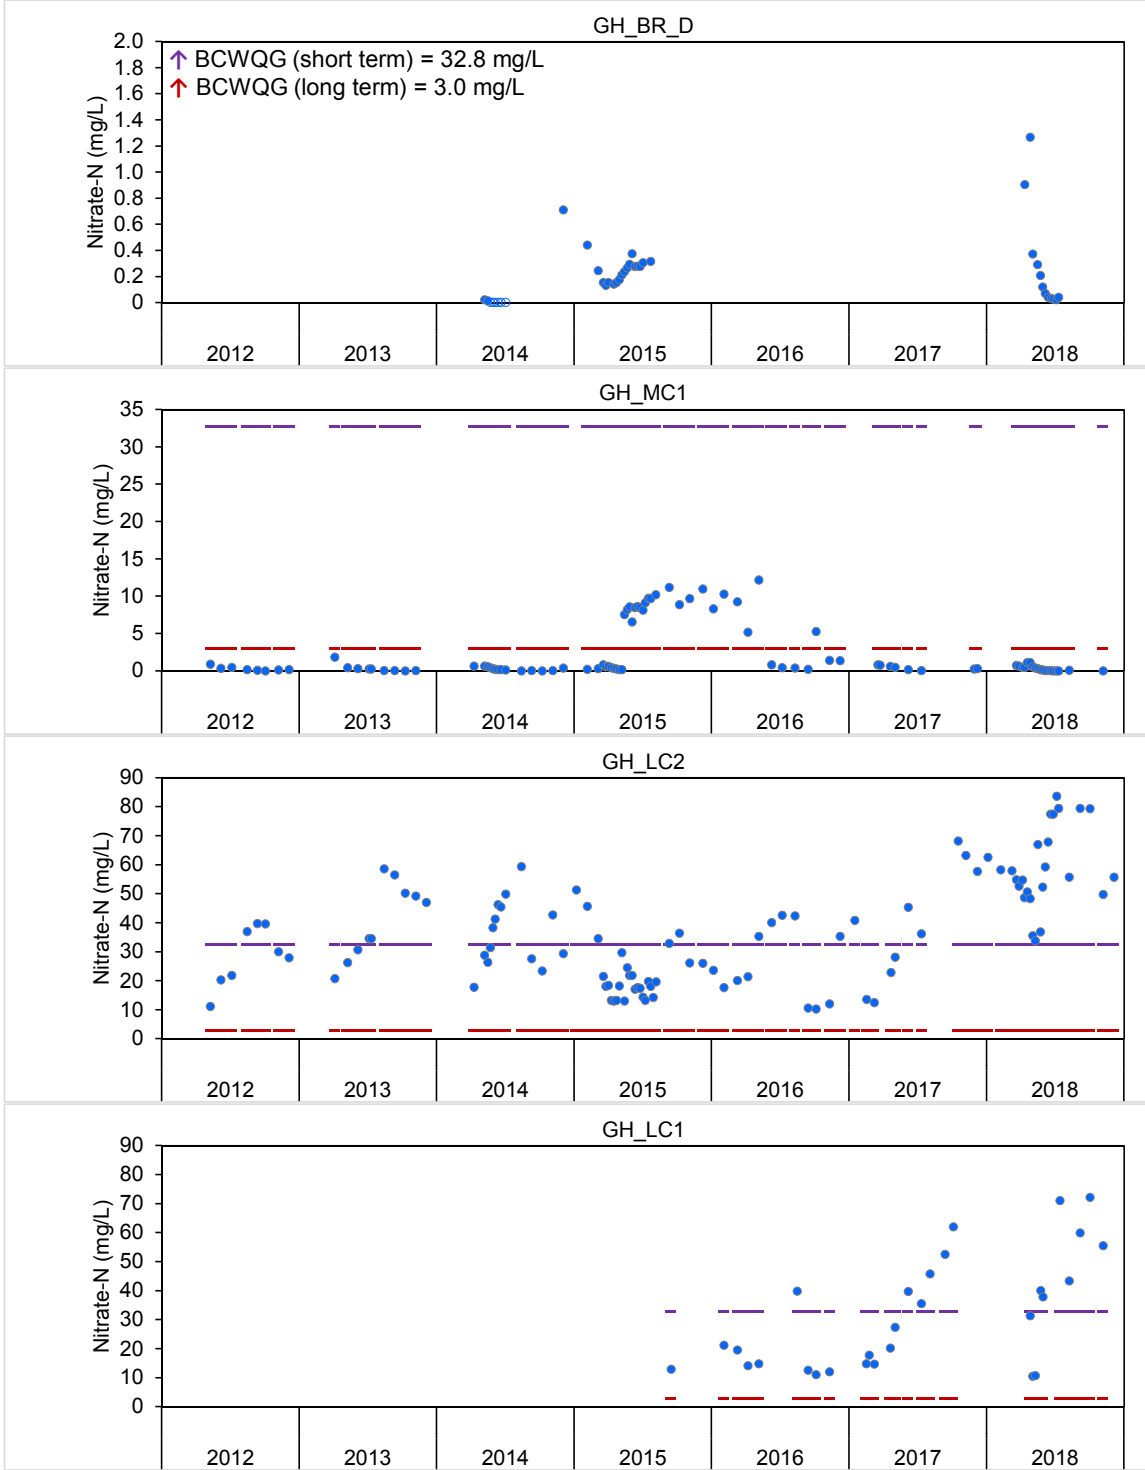 GH_BR_D
↑ BCWQG (short term) = 32.8 mg/L
↑ BCWQG (long term) = 3.0 mg/L
Nitrate-N (mg/L)
2.0
1.8
1.6
1.4
1.2
1.0
0.8
0.6
0.4
0.2
0
2012 2013 2014 2015 2016 2017 2018
GH_MC1
Nitrate-N (mg/L)
35
30
25
20
15
10
5
0
2012 2013 2014 2015 2016 2017 2018
GH_LC2
Nitrate-N (mg/L)
90
80
70
60
50
40
30
20
10
0
2012 2013 2014 2015 2016 2017 2018
GH_LC1
Nitrate-N (mg/L)
90
80
70
60
50
40
30
20
10
0
2012 2013 2014 2015 2016 2017 2018